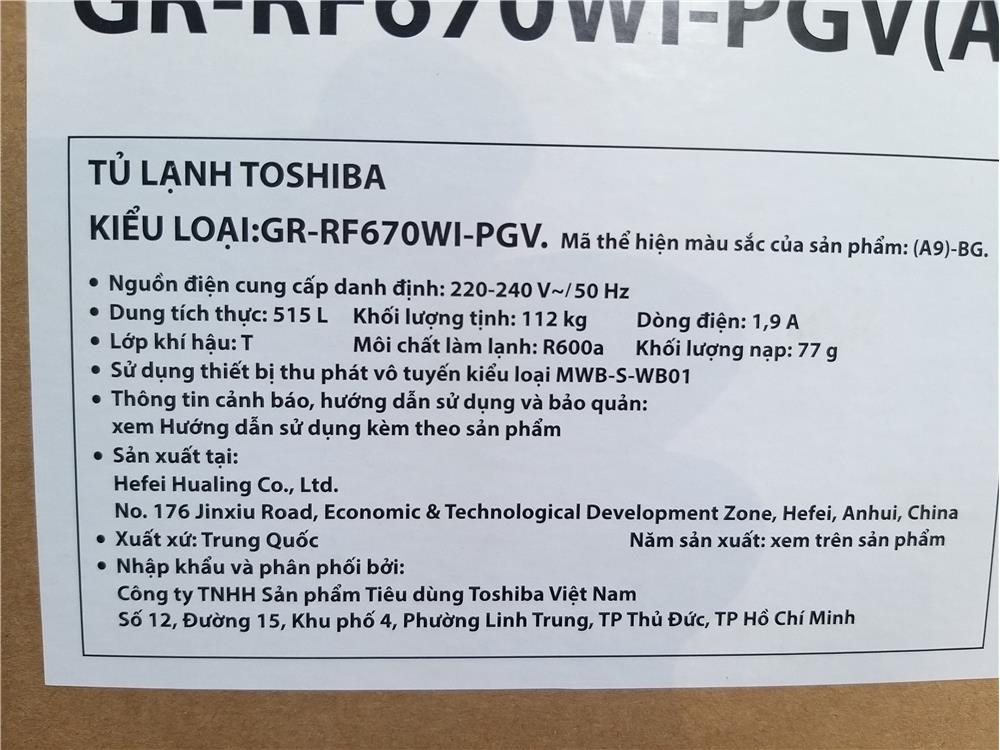 GR-RF670WI-PGV(A
TỦ LẠNH TOSHIBA
KIỂU LOẠI:GR-RF670WI-PGV. Mã thể hiện màu sắc của sản phẩm: (A9)-BG.
• Nguồn điện cung cấp danh định: 220-240 V~/50 Hz
• Dung tích thực: 515 L Khối lượng tịnh: 112 kg Dòng điện: 1,9 A
• Lớp khí hậu: T Môi chất làm lạnh: R600a Khối lượng nạp: 77 g
• Sử dụng thiết bị thu phát vô tuyến kiểu loại MWB-S-WB01
• Thông tin cảnh báo, hướng dẫn sử dụng và bảo quản:
xem Hướng dẫn sử dụng kèm theo sản phẩm
• Sản xuất tại:
Hefei Hualing Co., Ltd.
No. 176 Jinxiu Road, Economic & Technological Development Zone, Hefei, Anhui, China
• Xuất xứ: Trung Quốc Năm sản xuất: xem trên sản phẩm
• Nhập khẩu và phân phối bởi:
Công ty TNHH Sản phẩm Tiêu dùng Toshiba Việt Nam
Số 12, Đường 15, Khu phố 4, Phường Linh Trung, TP Thủ Đức, TP Hồ Chí Minh